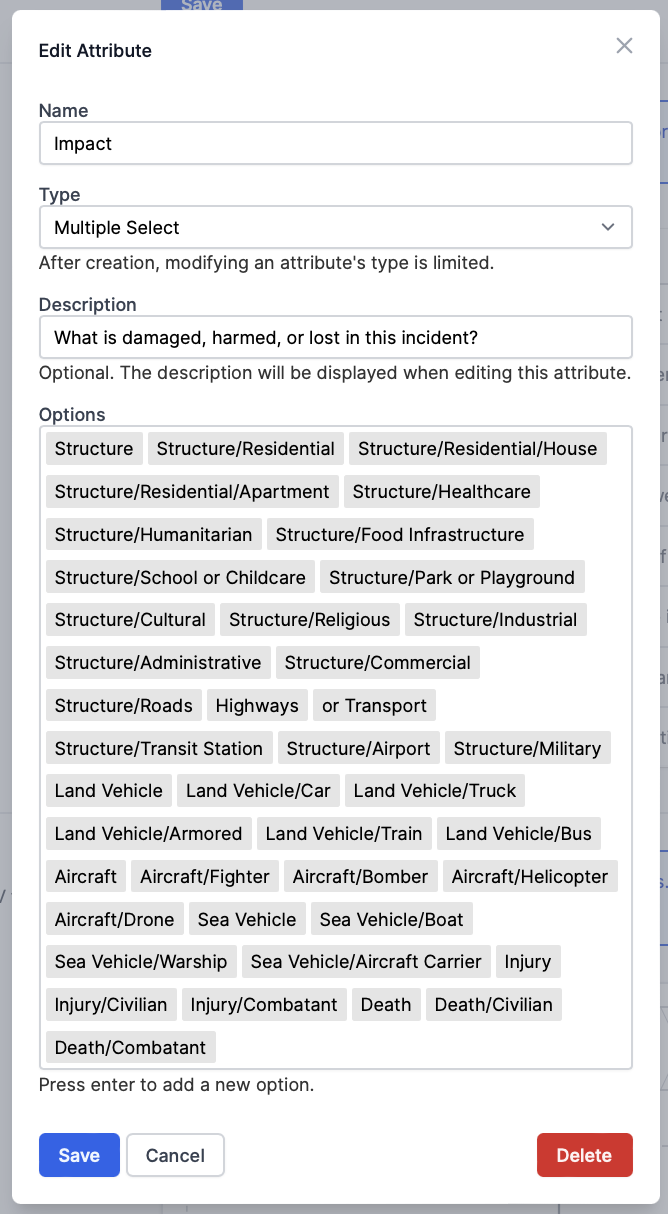 Save
Edit Attribute
Name
Impact
Type
Multiple Select
After creation, modifying an attribute's type is limited.
Description
What is damaged, harmed, or lost in this incident?
Optional. The description will be displayed when editing this attribute.
Options
Structure Structure/Residential Structure/Residential/House
Structure/Residential/Apartment Structure/Healthcare
Structure/Humanitarian Structure/Food Infrastructure
Structure/School or Childcare Structure/Park or Playground
Structure/Cultural Structure/Religious Structure/Industrial
Structure/Administrative Structure/Commercial
Structure/Roads Highways or Transport
Structure/Transit Station Structure/Airport Structure/Military
Land Vehicle Land Vehicle/Car Land Vehicle/Truck
Land Vehicle/Armored Land Vehicle/Train Land Vehicle/Bus
Aircraft Aircraft/Fighter Aircraft/Bomber Aircraft/Helicopter
Aircraft/Drone Sea Vehicle Sea Vehicle/Boat
Sea Vehicle/Warship Sea Vehicle/Aircraft Carrier Injury
Injury/Civilian Injury/Combatant Death Death/Civilian
Death/Combatant
Press enter to add a new option.
Save Cancel Delete